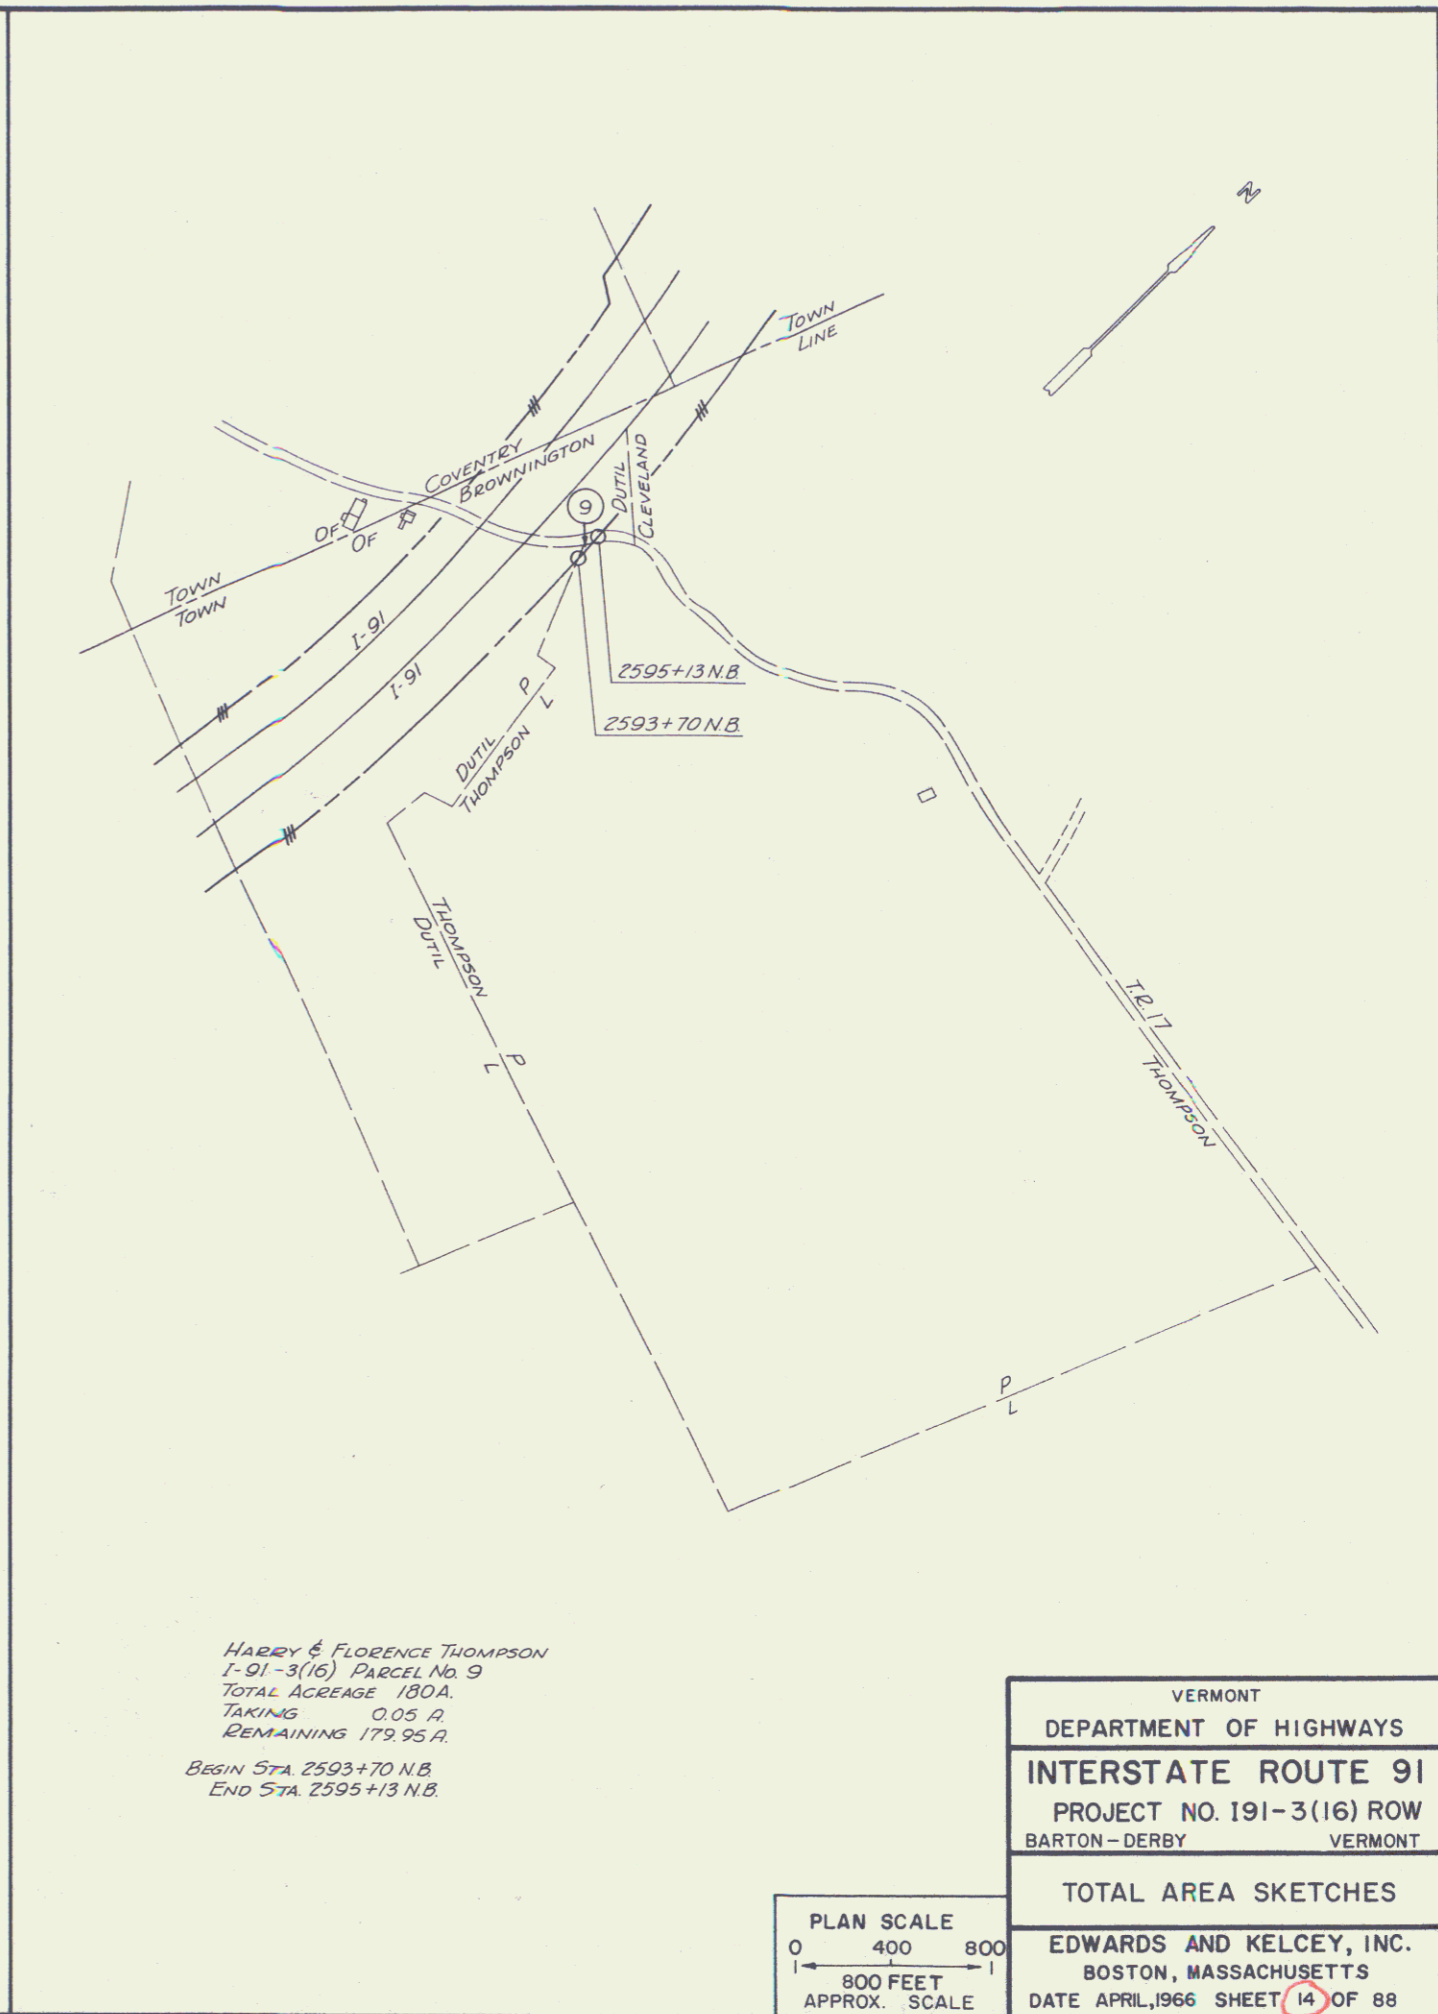 N
TOWN
LINE
COVENTRY
BROWNINGTON
DUTIL
CLEVELAND
9
OF
OF
TOWN
TOWN
I-91
I-91
2595+13 N.B.
P
L
2593+70 N.B.
DUTIL
THOMPSON
THOMPSON
DUTIL
P
L
T.R. 17
THOMPSON
P
L
HARRY & FLORENCE THOMPSON
I-91-3(16) PARCEL NO. 9
TOTAL ACREAGE 180A.
TAKING 0.05 A.
REMAINING 179.95 A.
BEGIN STA. 2593+70 N.B.
END STA. 2595+13 N.B.
VERMONT
DEPARTMENT OF HIGHWAYS
INTERSTATE ROUTE 91
PROJECT NO. I91-3(16) ROW
BARTON-DERBY VERMONT
TOTAL AREA SKETCHES
EDWARDS AND KELCEY, INC.
BOSTON, MASSACHUSETTS
DATE APRIL,1966 SHEET 14 OF 88
PLAN SCALE
0 400 800
800 FEET
APPROX. SCALE